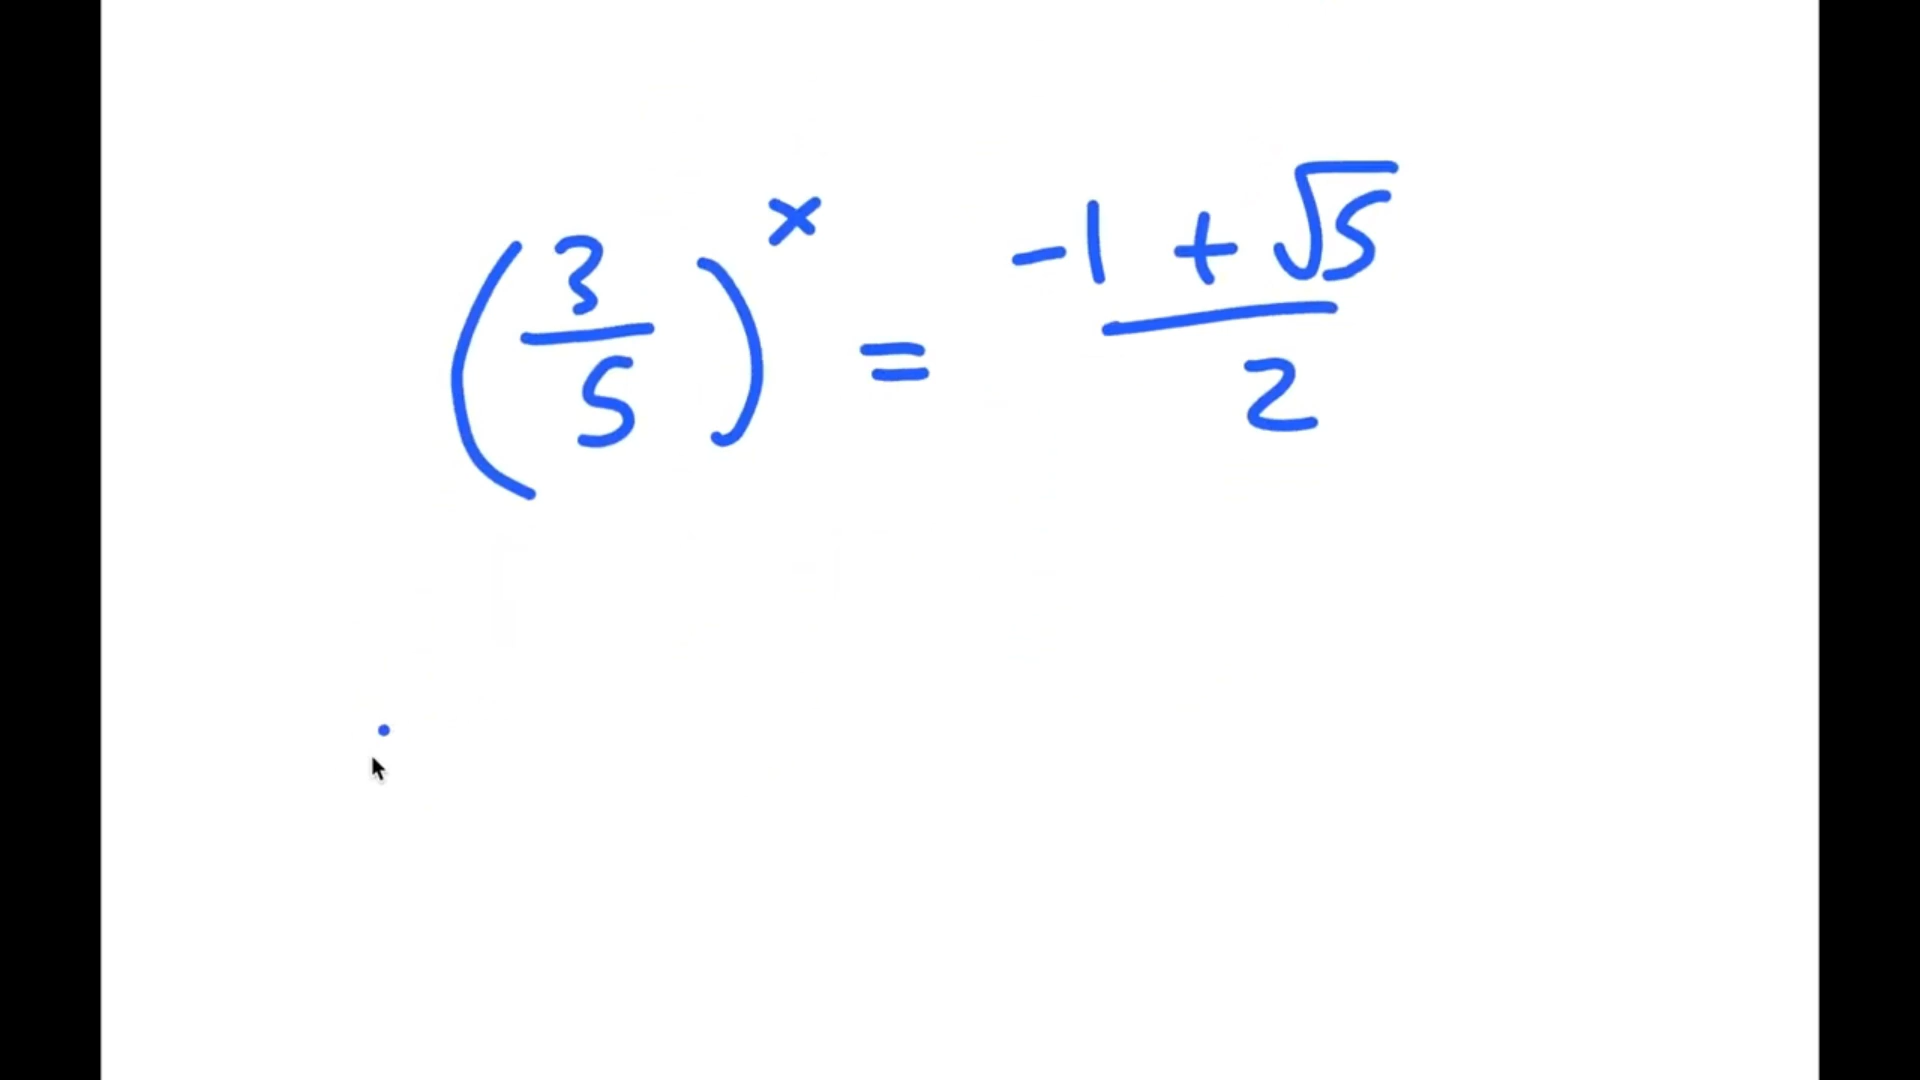 (3/5)^x = (-1 + √5)/2